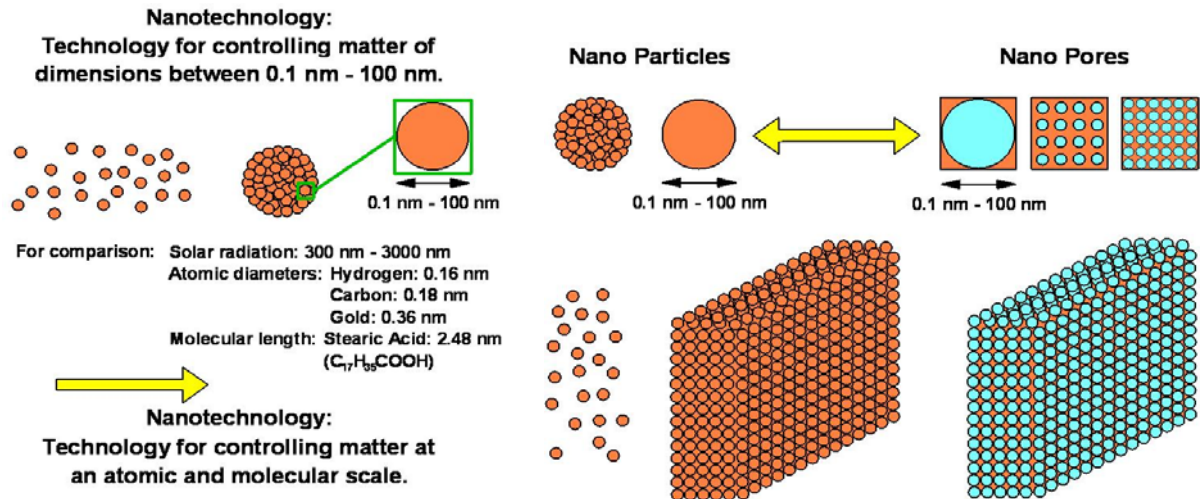 Nanotechnology:
Technology for controlling matter of
dimensions between 0.1 nm - 100 nm.
0.1 nm - 100 nm
For comparison: Solar radiation: 300 nm - 3000 nm
Atomic diameters: Hydrogen: 0.16 nm
Carbon: 0.18 nm
Gold: 0.36 nm
Molecular length: Stearic Acid: 2.48 nm
(C₁₇H₃₅COOH)
Nanotechnology:
Technology for controlling matter at
an atomic and molecular scale.
Nano Particles
Nano Pores
0.1 nm - 100 nm
0.1 nm - 100 nm